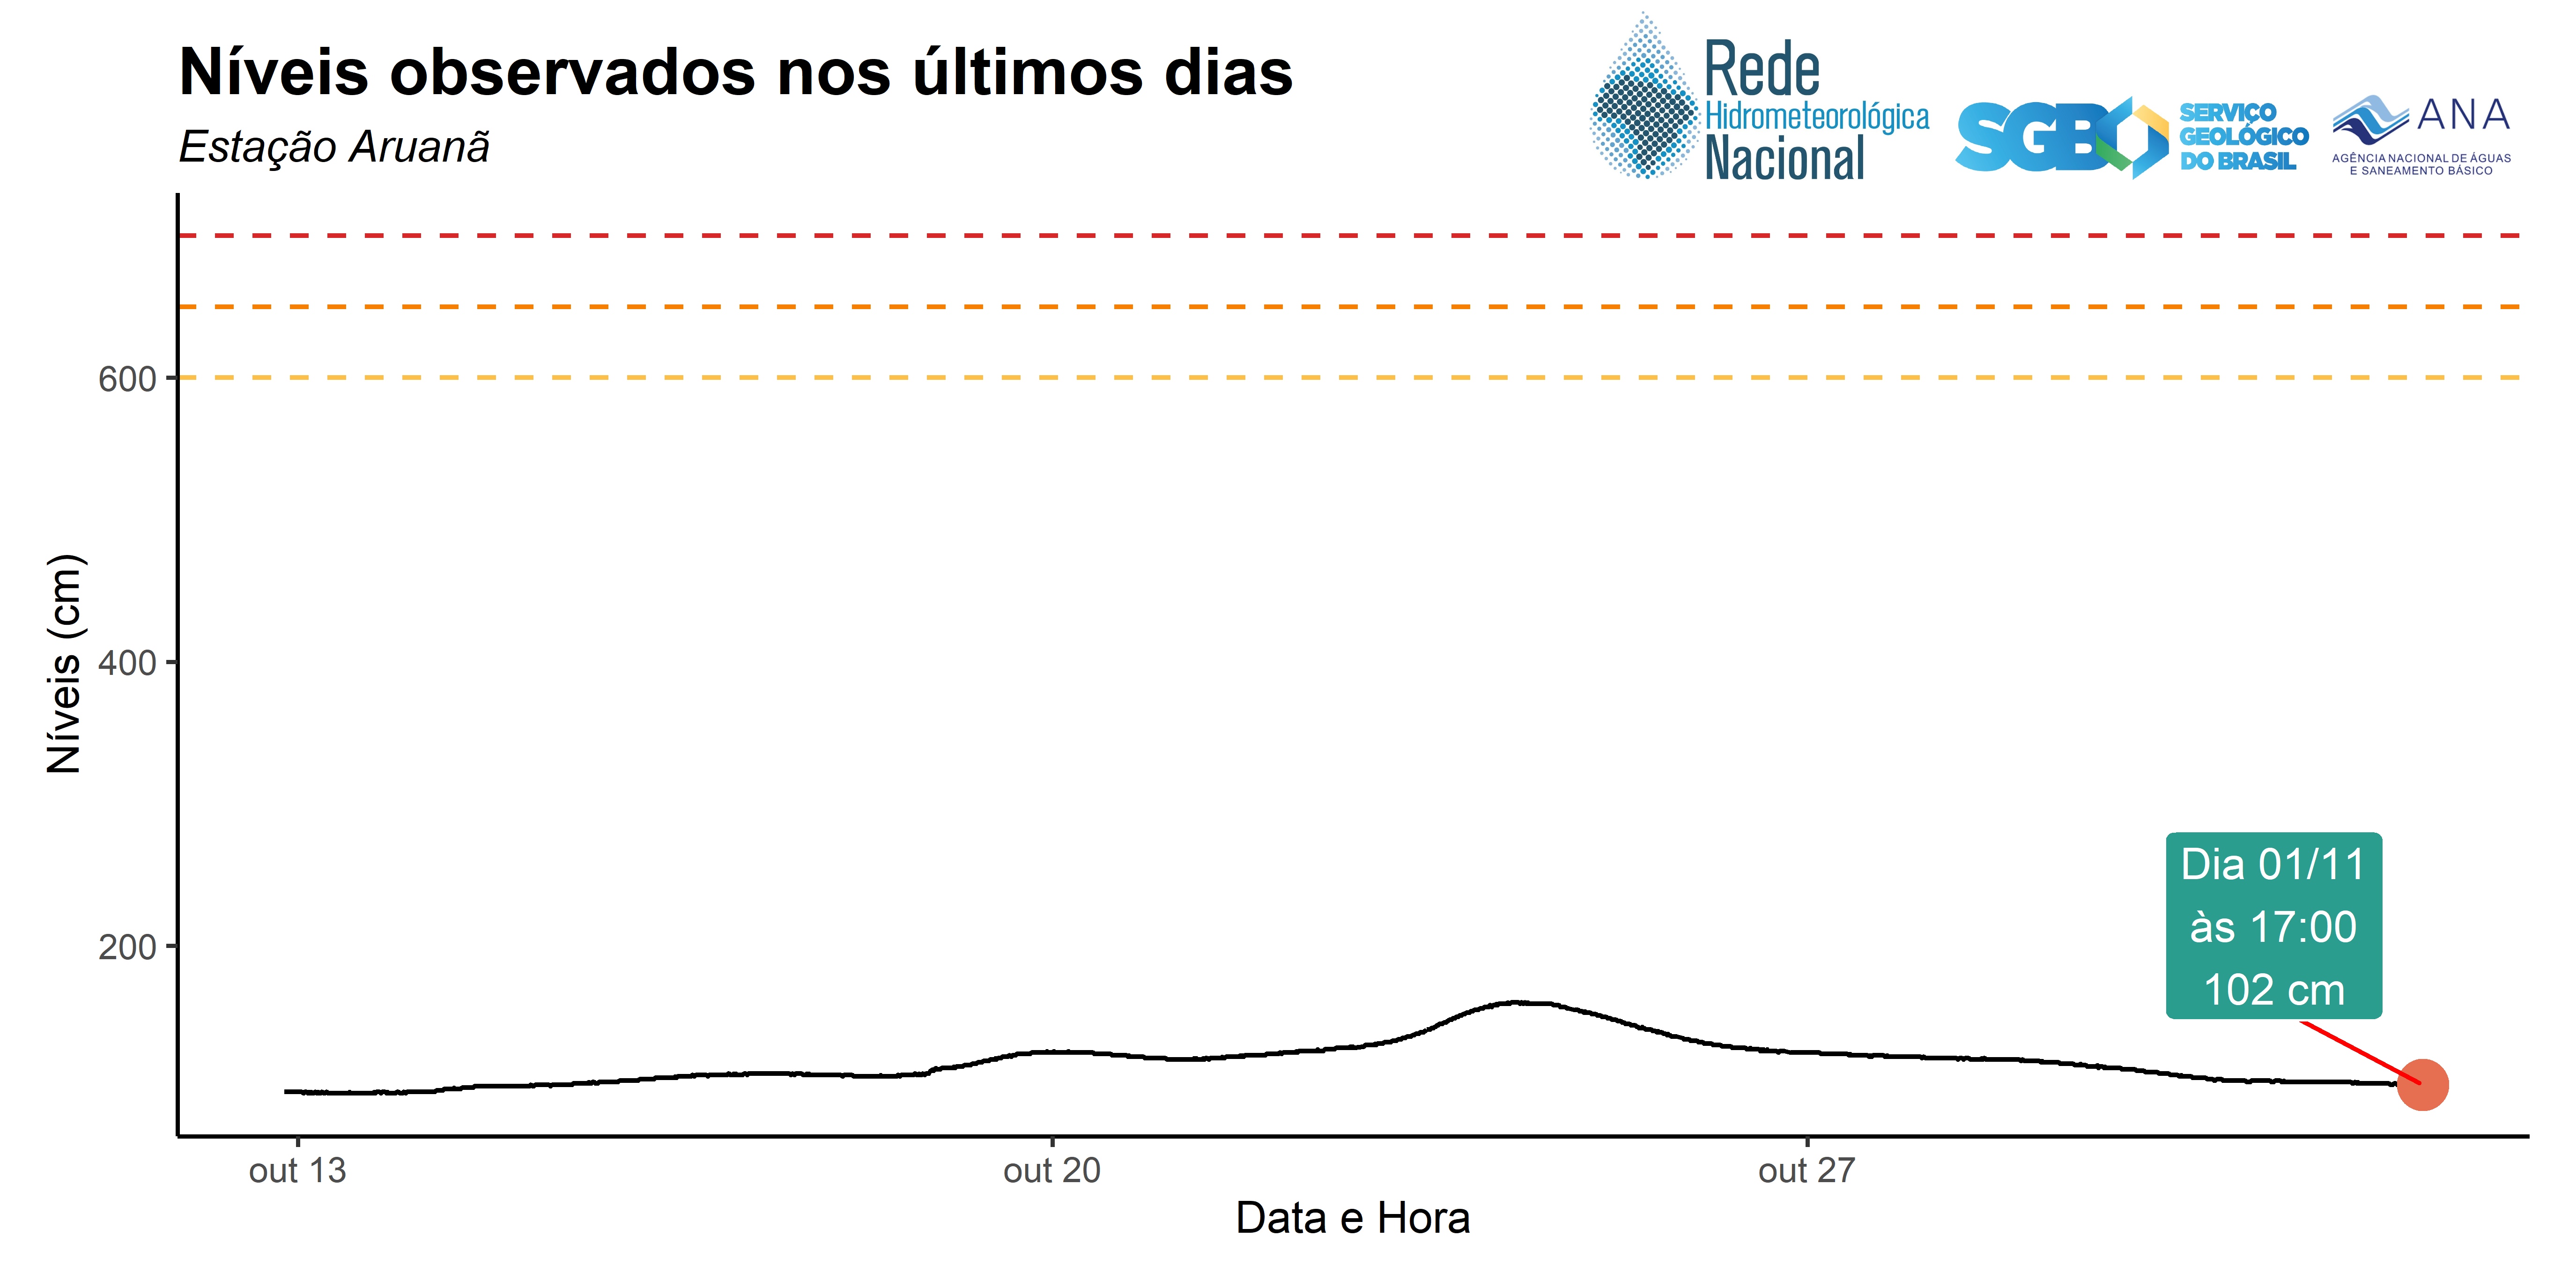 Níveis observados nos últimos dias
Estação Aruanã
Rede
Hidrometeorológica
Nacional
SGB
SERVIÇO
GEOLÓGICO
DO BRASIL
ANA
AGÊNCIA NACIONAL DE ÁGUAS
E SANEAMENTO BÁSICO
Níveis (cm)
600
400
200
Dia 01/11
às 17:00
102 cm
out 13
out 20
out 27
Data e Hora